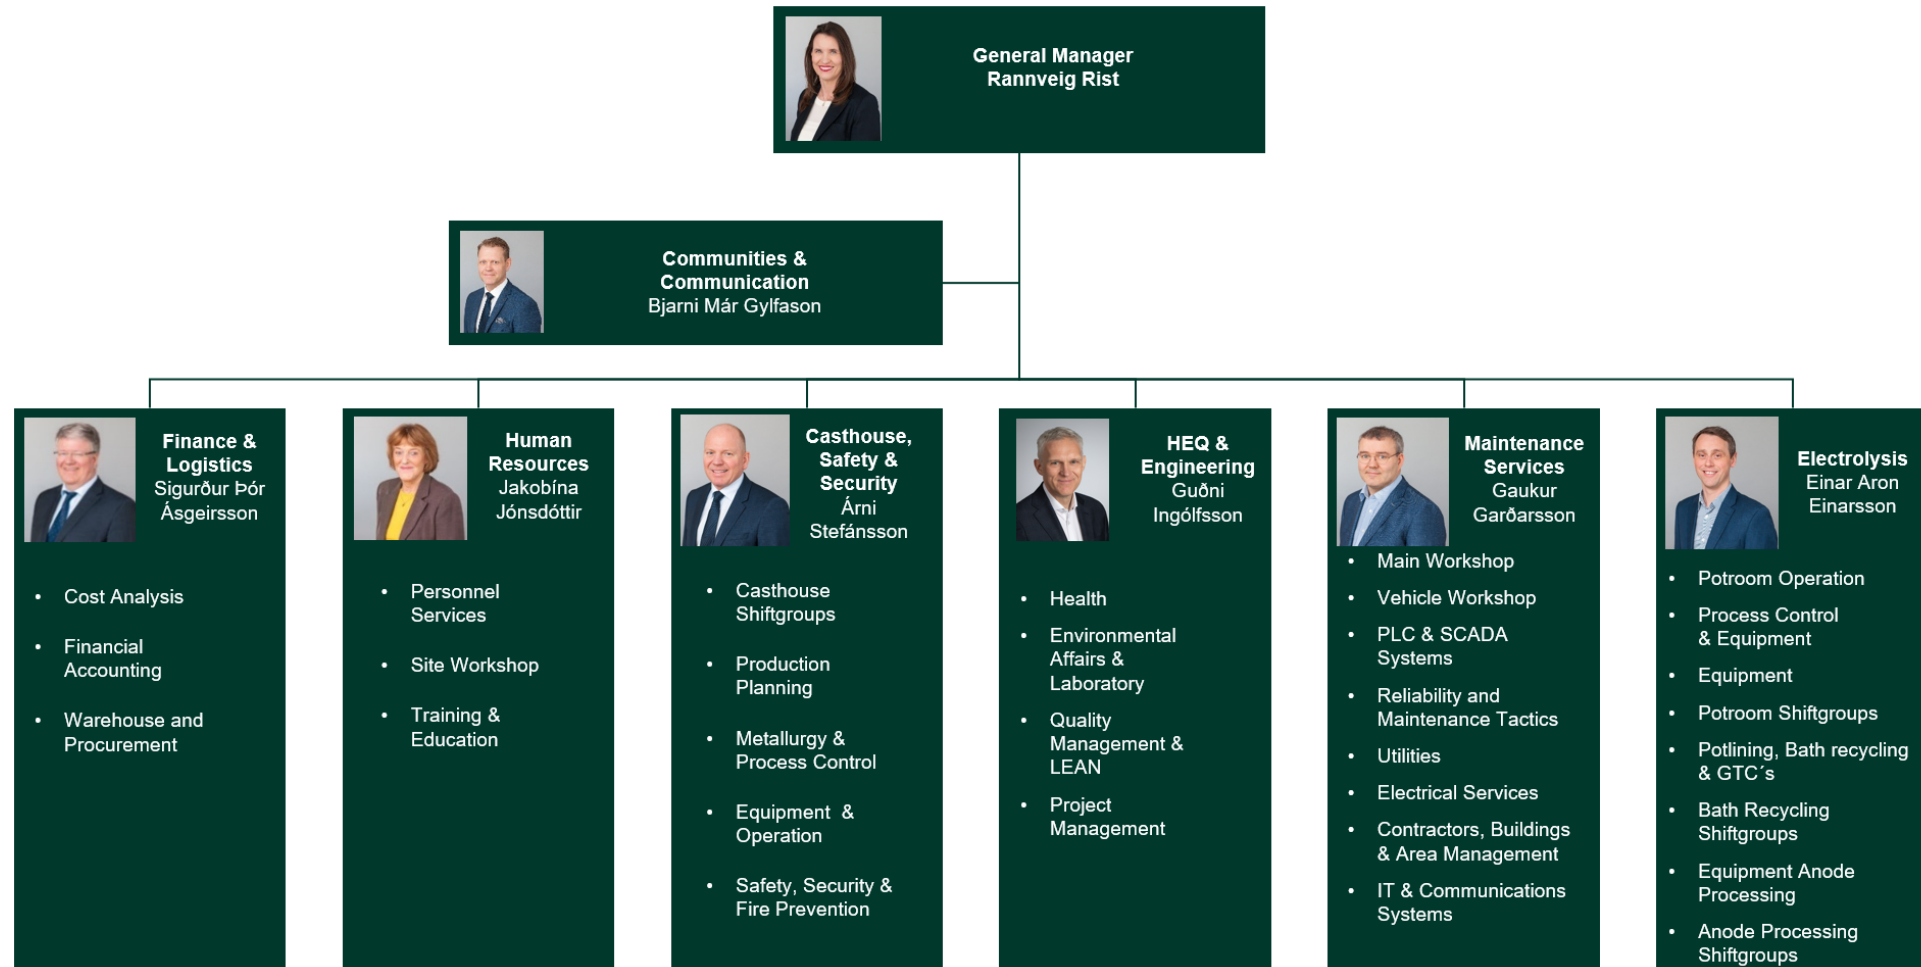 General Manager
Rannveig Rist
Communities &
Communication
Bjarni Már Gylfason
Finance &
Logistics
Sigurður Þór
Ásgeirsson
• Cost Analysis
• Financial
Accounting
• Warehouse and
Procurement
Human
Resources
Jakobína
Jónsdóttir
• Personnel
Services
• Site Workshop
• Training &
Education
Casthouse,
Safety &
Security
Árni
Stefánsson
• Casthouse
Shiftgroups
• Production
Planning
• Metallurgy &
Process Control
• Equipment &
Operation
• Safety, Security &
Fire Prevention
HEQ &
Engineering
Guðni
Ingólfsson
• Health
• Environmental
Affairs &
Laboratory
• Quality
Management &
LEAN
• Project
Management
Maintenance
Services
Gaukur
Garðarsson
• Main Workshop
• Vehicle Workshop
• PLC & SCADA
Systems
• Reliability and
Maintenance Tactics
• Utilities
• Electrical Services
• Contractors, Buildings
& Area Management
• IT & Communications
Systems
Electrolysis
Einar Aron
Einarsson
• Potroom Operation
• Process Control
& Equipment
• Equipment
• Potroom Shiftgroups
• Potlining, Bath recycling
& GTC´s
• Bath Recycling
Shiftgroups
• Equipment Anode
Processing
• Anode Processing
Shiftgroups